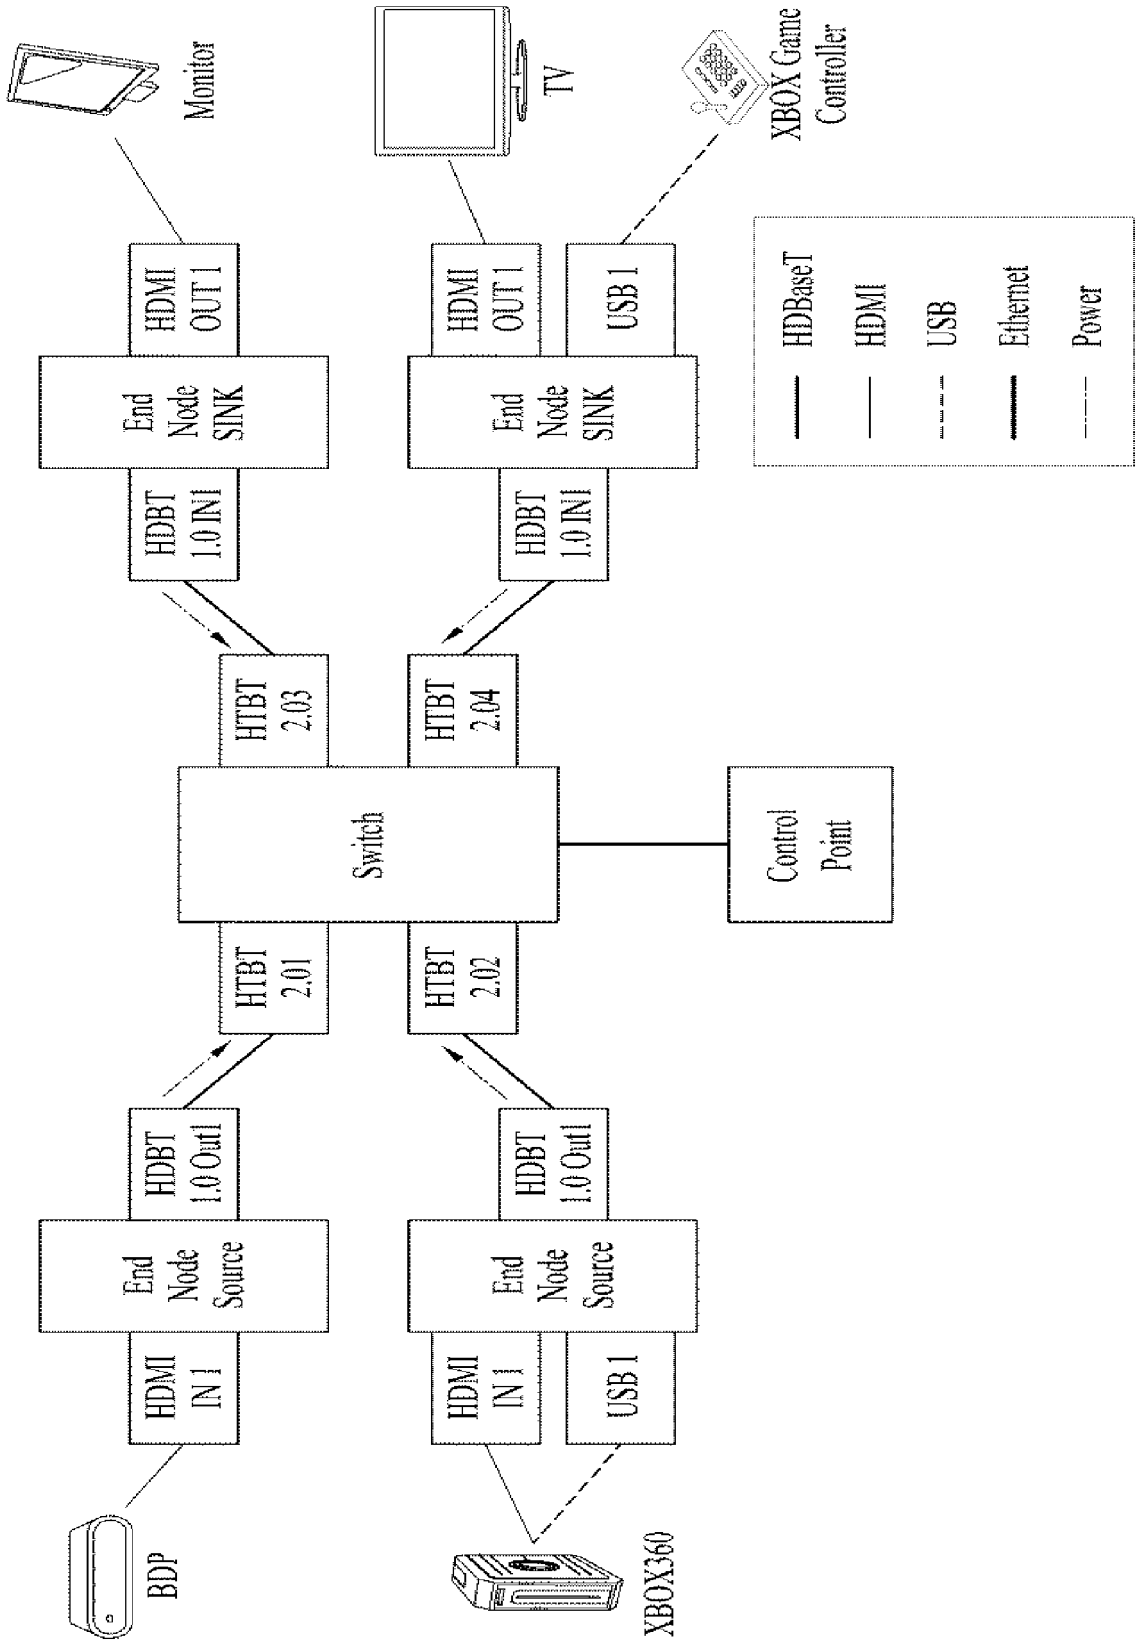 BDP
HDMI
IN 1
End
Node
Source
HDBT
1.0 Out1
HTBT
2.01
Switch
HTBT
2.03
HDBT
1.0 IN1
End
Node
SINK
HDMI
OUT 1
Monitor
XBOX360
HDMI
IN 1
USB 1
End
Node
Source
HDBT
1.0 Out1
HTBT
2.02
HTBT
2.04
HDBT
1.0 IN1
End
Node
SINK
HDMI
OUT 1
USB 1
TV
XBOX Game
Controller
Control
Point
HDBaseT
HDMI
USB
Ethernet
Power